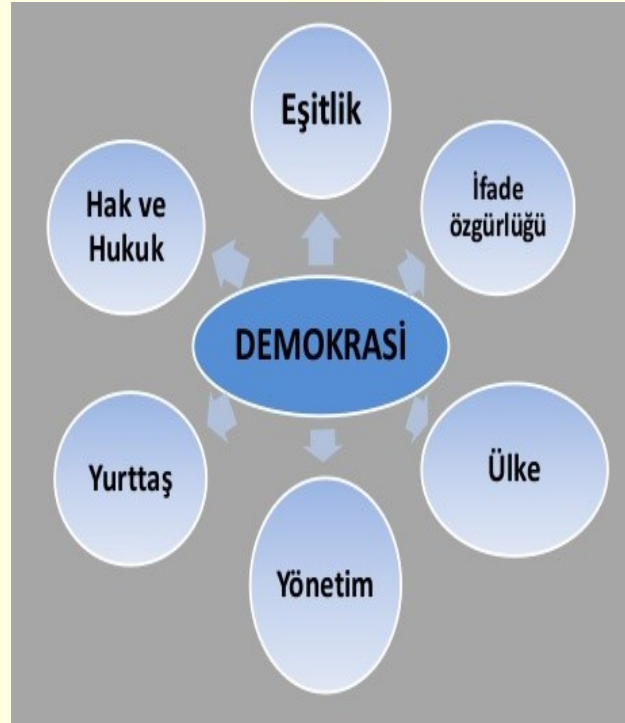 Eşitlik
Hak ve
Hukuk
İfade
özgürlüğü
DEMOKRASİ
Yurttaş
Ülke
Yönetim